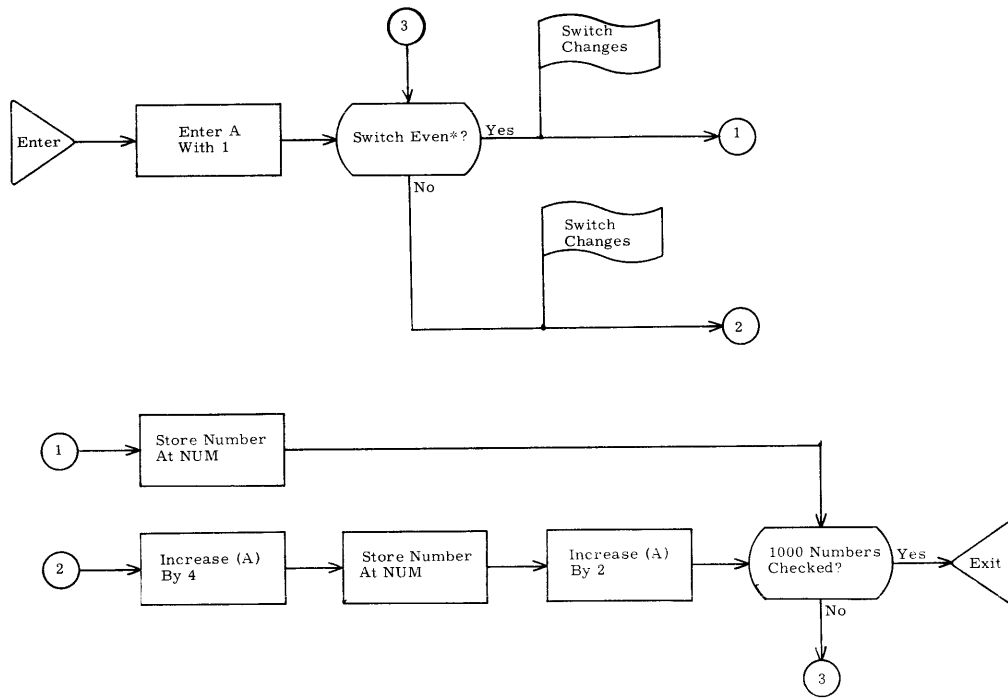 3
Switch
Changes
Enter
Enter A
With 1
Switch Even*?
Yes
1
No
Switch
Changes
2
1
Store Number
At NUM
2
Increase (A)
By 4
Store Number
At NUM
Increase (A)
By 2
1000 Numbers
Checked?
Yes
Exit
No
3